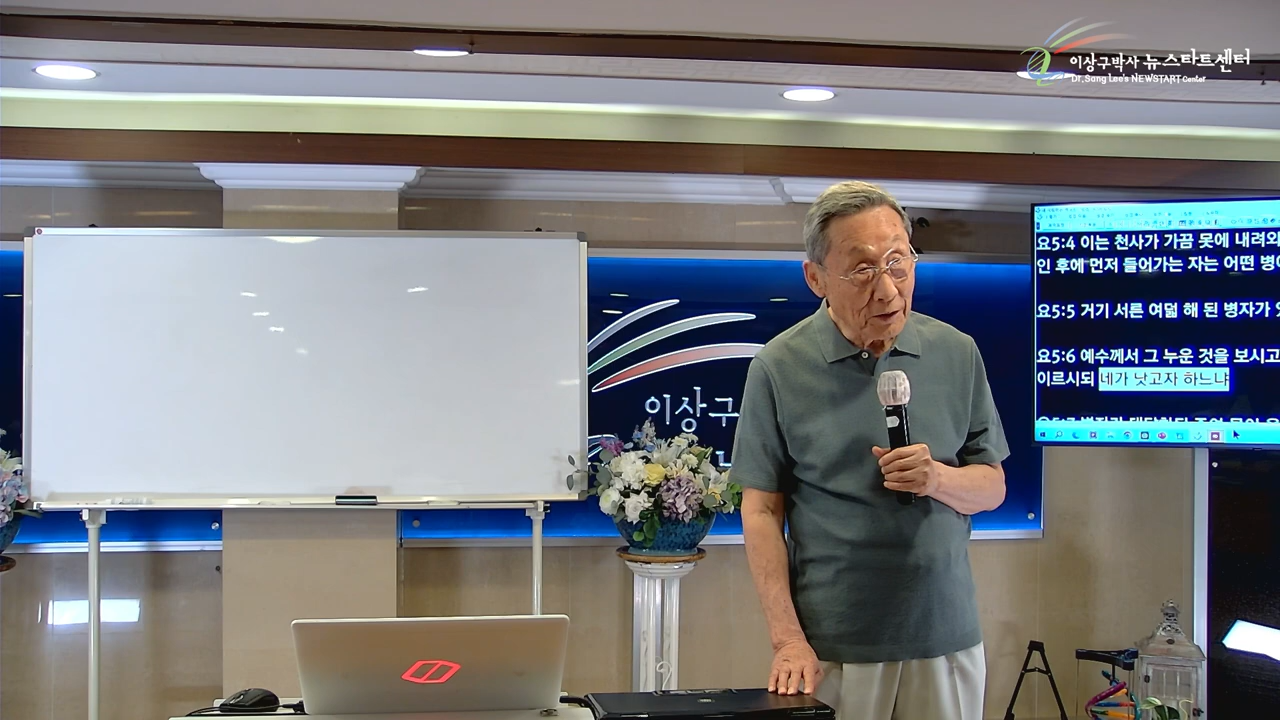 이상구박사 뉴스타트센터
Dr. Sang Lee's NEWSTART Center
요5:4 이는 천사가 가끔 못에 내려와
인 후에 먼저 들어가는 자는 어떤 병에
요5:5 거기 서른 여덟 해 된 병자가
요5:6 예수께서 그 누운 것을 보시고
이르시되 네가 낫고자 하느냐
이상구